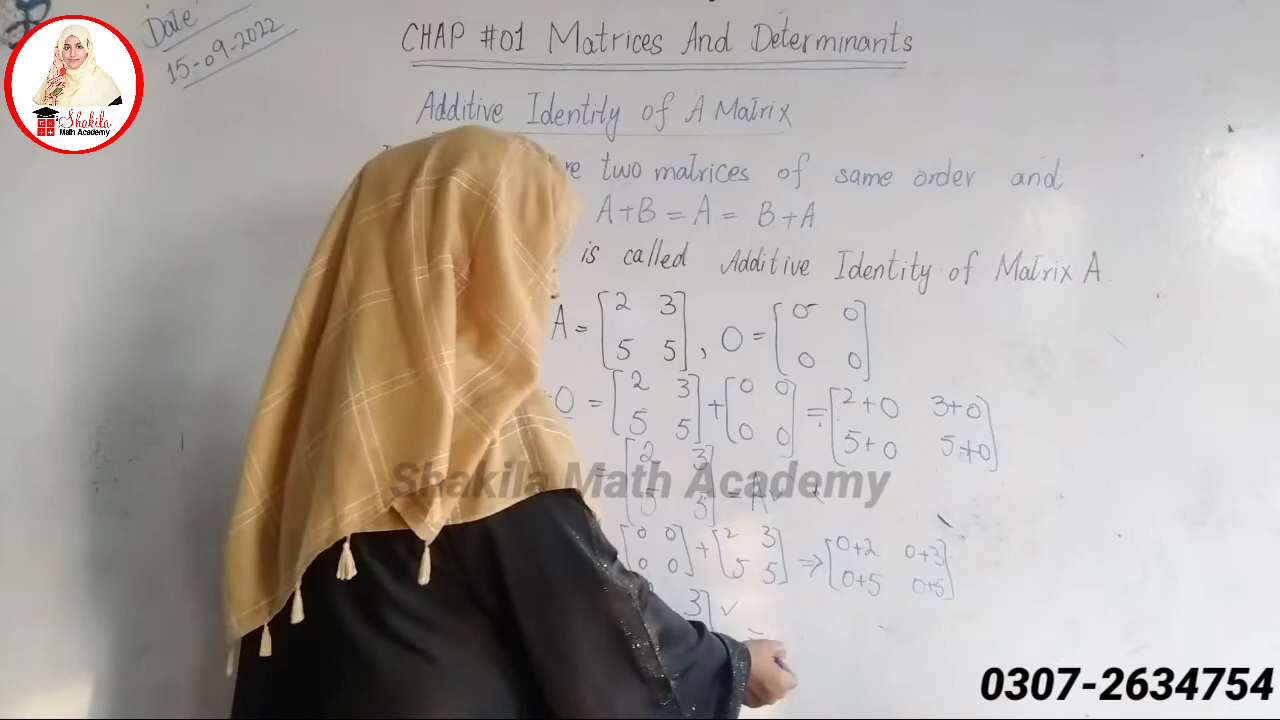 Date
15-09-2022
Shakila
Math Academy
CHAP #01 Matrices And Determinants
Additive Identity of A Matrix
two matrices of same order and
A+B = A = B+A
is called Additive Identity of Matrix A
A = [2 3 5 5], O = [0 0 0 0]
O = [2 3 5 5] + [0 0 0 0] = [2+0 3+0 5+0 5+0]
= [2 3 5 5] = A ✓
[0 0 0 0] + [2 3 5 5] ⇒ [0+2 0+3 0+5 0+5]
3] ✓
Shakila Math Academy
0307-2634754